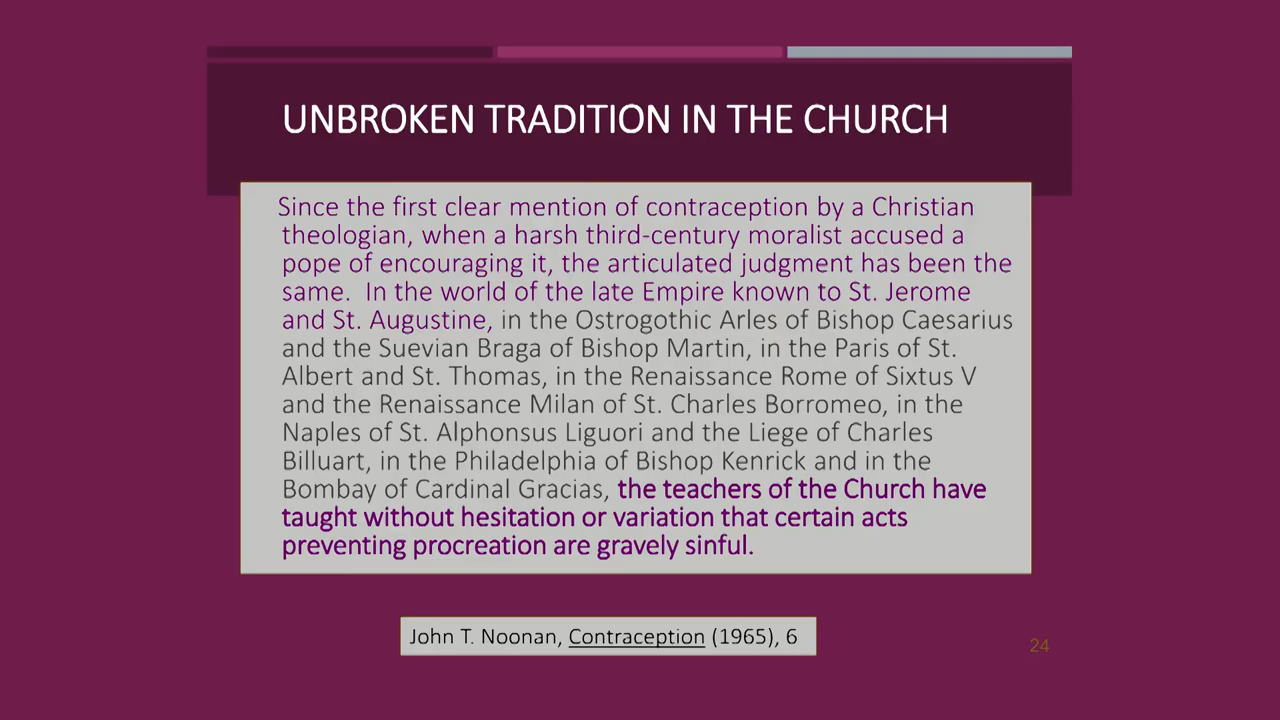 UNBROKEN TRADITION IN THE CHURCH
Since the first clear mention of contraception by a Christian
theologian, when a harsh third-century moralist accused a
pope of encouraging it, the articulated judgment has been the
same. In the world of the late Empire known to St. Jerome
and St. Augustine, in the Ostrogothic Arles of Bishop Caesarius
and the Suevian Braga of Bishop Martin, in the Paris of St.
Albert and St. Thomas, in the Renaissance Rome of Sixtus V
and the Renaissance Milan of St. Charles Borromeo, in the
Naples of St. Alphonsus Liguori and the Liege of Charles
Billuart, in the Philadelphia of Bishop Kenrick and in the
Bombay of Cardinal Gracias, the teachers of the Church have
taught without hesitation or variation that certain acts
preventing procreation are gravely sinful.
John T. Noonan, Contraception (1965), 6
24